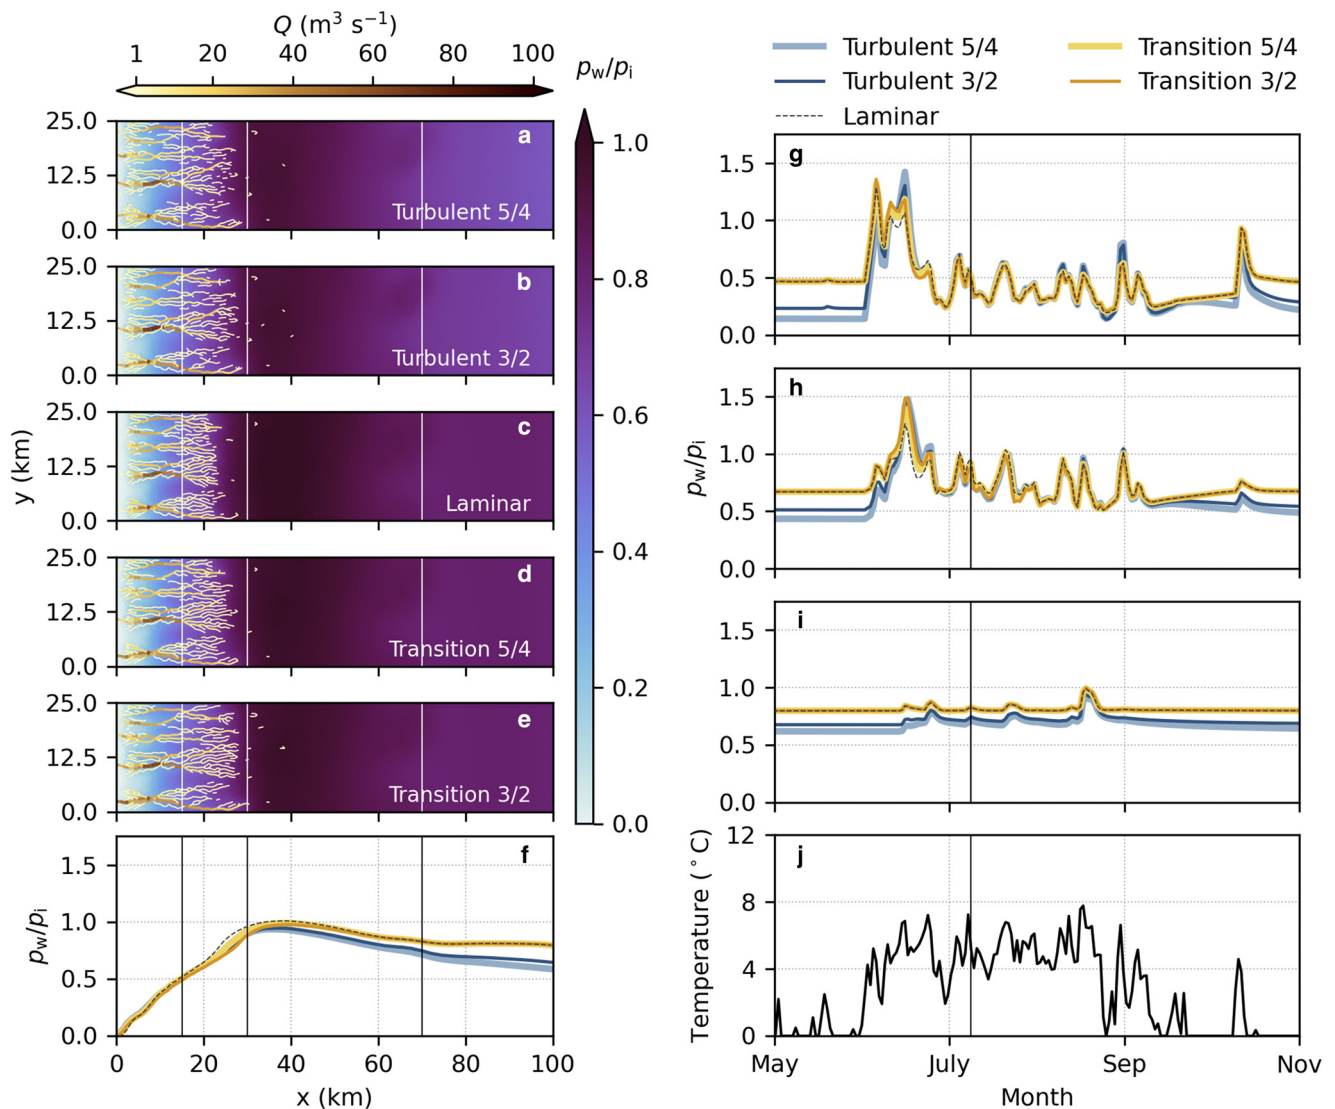 Q (m³ s⁻¹)
1 20 40 60 80 100
p_w/p_i
25.0
12.5
0.0
a
Turbulent 5/4
25.0
12.5
0.0
b
Turbulent 3/2
25.0
12.5
0.0
c
Laminar
25.0
12.5
0.0
d
Transition 5/4
25.0
12.5
0.0
e
Transition 3/2
y (km)
1.0
0.8
0.6
0.4
0.2
0.0
f
1.5
1.0
0.5
0.0
p_w/p_i
0 20 40 60 80 100
x (km)
Turbulent 5/4
Turbulent 3/2
Laminar
Transition 5/4
Transition 3/2
g
1.5
1.0
0.5
0.0
h
1.5
1.0
0.5
0.0
p_w/p_i
i
1.5
1.0
0.5
0.0
j
12
8
4
0
Temperature (°C)
May July Sep Nov
Month